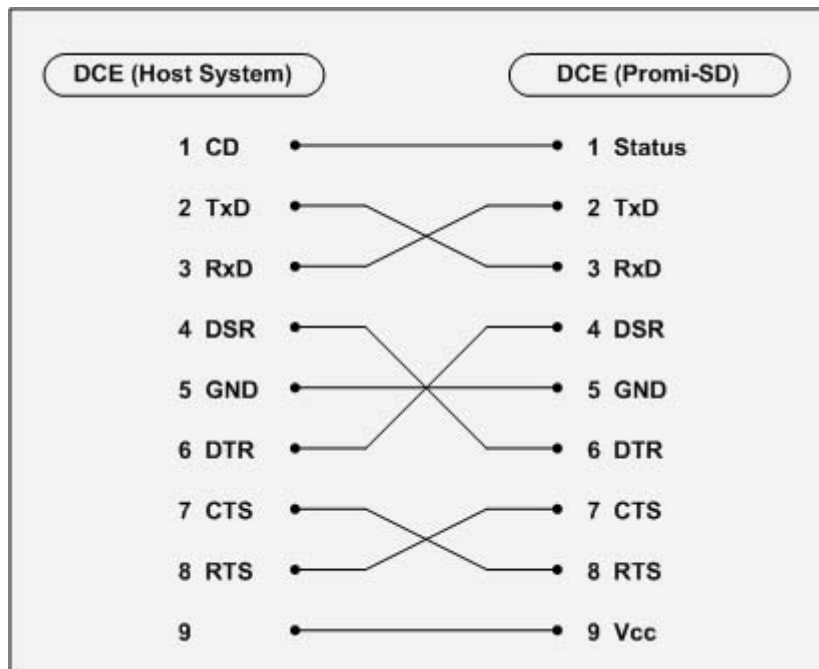 DCE (Host System) DCE (Promi-SD)
1 CD 1 Status
2 TxD 2 TxD
3 RxD 3 RxD
4 DSR 4 DSR
5 GND 5 GND
6 DTR 6 DTR
7 CTS 7 CTS
8 RTS 8 RTS
9 9 Vcc